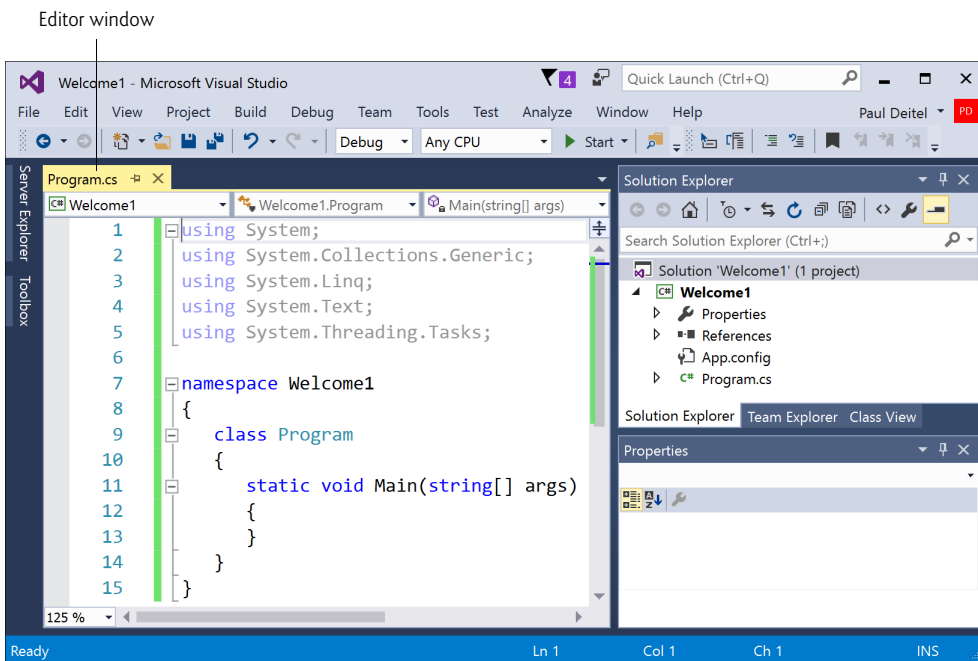 Editor window
Welcome1 - Microsoft Visual Studio
4
Quick Launch (Ctrl+Q)
File Edit View Project Build Debug Team Tools Test Analyze Window Help
Paul Deitel PD
Debug Any CPU Start
Server Explorer
Toolbox
Program.cs
C# Welcome1 Welcome1.Program Main(string[] args)
1 using System;
2 using System.Collections.Generic;
3 using System.Linq;
4 using System.Text;
5 using System.Threading.Tasks;
6
7 namespace Welcome1
8 {
9 class Program
10 {
11 static void Main(string[] args)
12 {
13 }
14 }
15 }
125 %
Solution Explorer
Search Solution Explorer (Ctrl+;)
Solution 'Welcome1' (1 project)
C# Welcome1
Properties
References
App.config
C# Program.cs
Solution Explorer Team Explorer Class View
Properties
Ready Ln 1 Col 1 Ch 1 INS